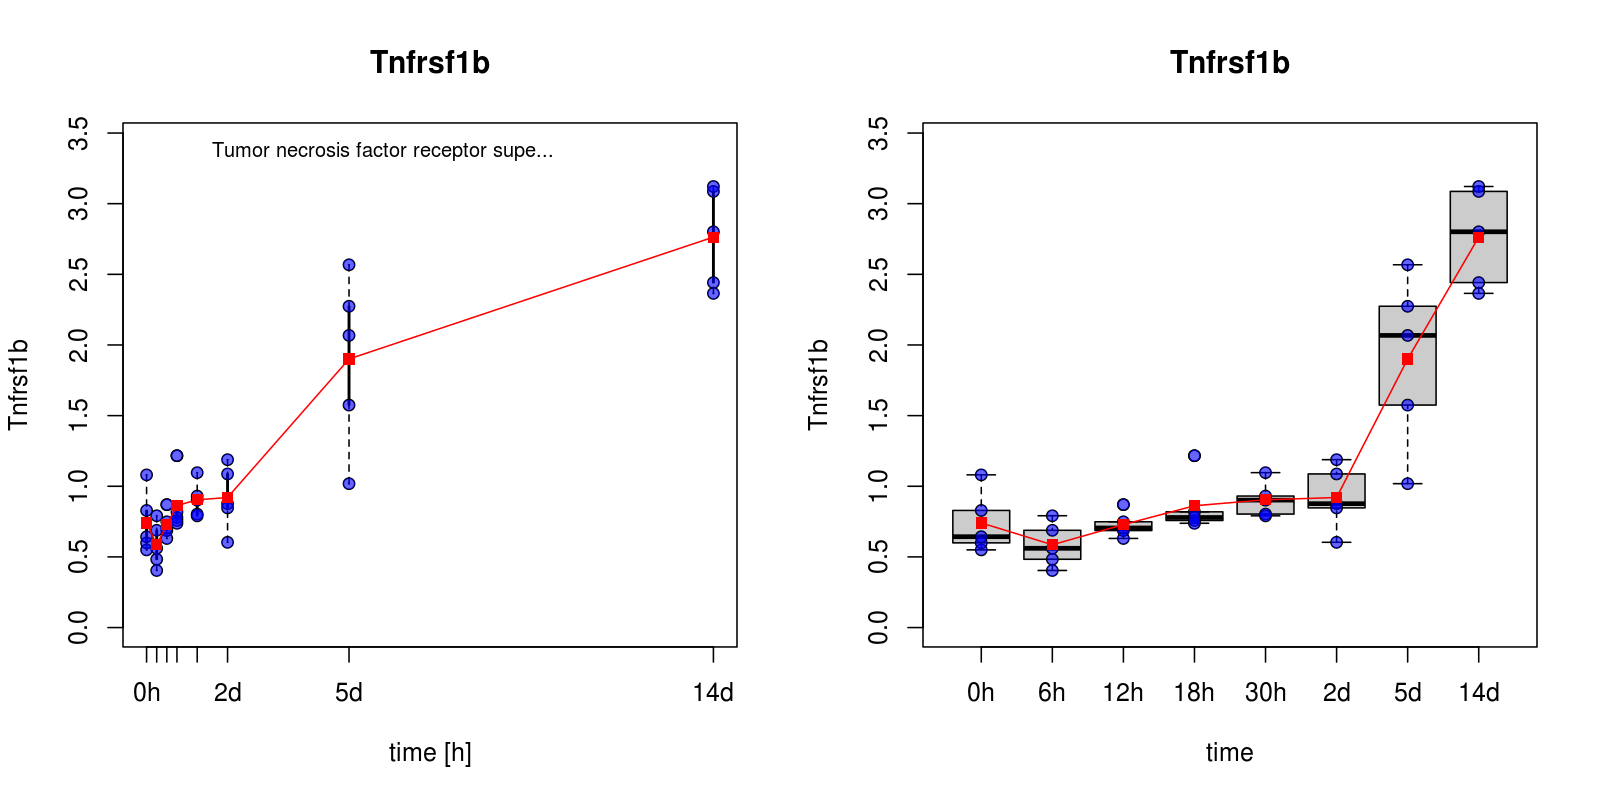 Tnfrsf1b
Tumor necrosis factor receptor supe...
Tnfrsf1b
3.5
3.0
2.5
2.0
1.5
1.0
0.5
0.0
0h 2d 5d 14d
time [h]
Tnfrsf1b
Tnfrsf1b
3.5
3.0
2.5
2.0
1.5
1.0
0.5
0.0
0h 6h 12h 18h 30h 2d 5d 14d
time